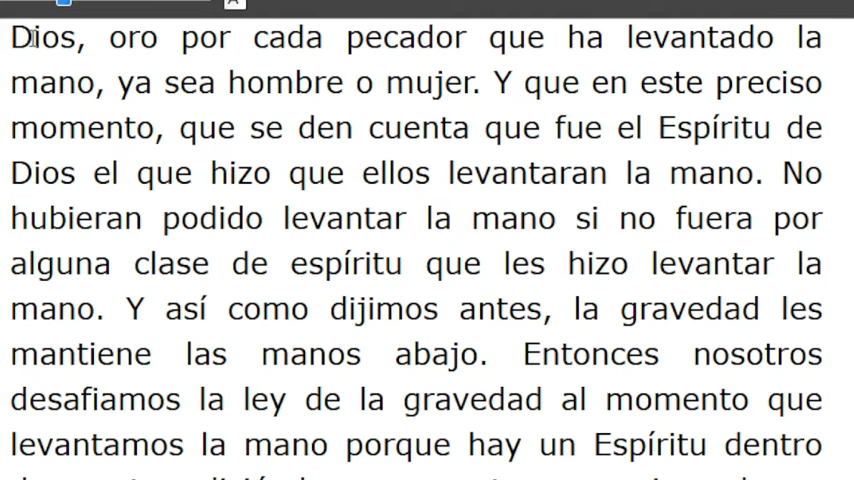 Dios, oro por cada pecador que ha levantado la
mano, ya sea hombre o mujer. Y que en este preciso
momento, que se den cuenta que fue el Espíritu de
Dios el que hizo que ellos levantaran la mano. No
hubieran podido levantar la mano si no fuera por
alguna clase de espíritu que les hizo levantar la
mano. Y así como dijimos antes, la gravedad les
mantiene las manos abajo. Entonces nosotros
desafiamos la ley de la gravedad al momento que
levantamos la mano porque hay un Espíritu dentro